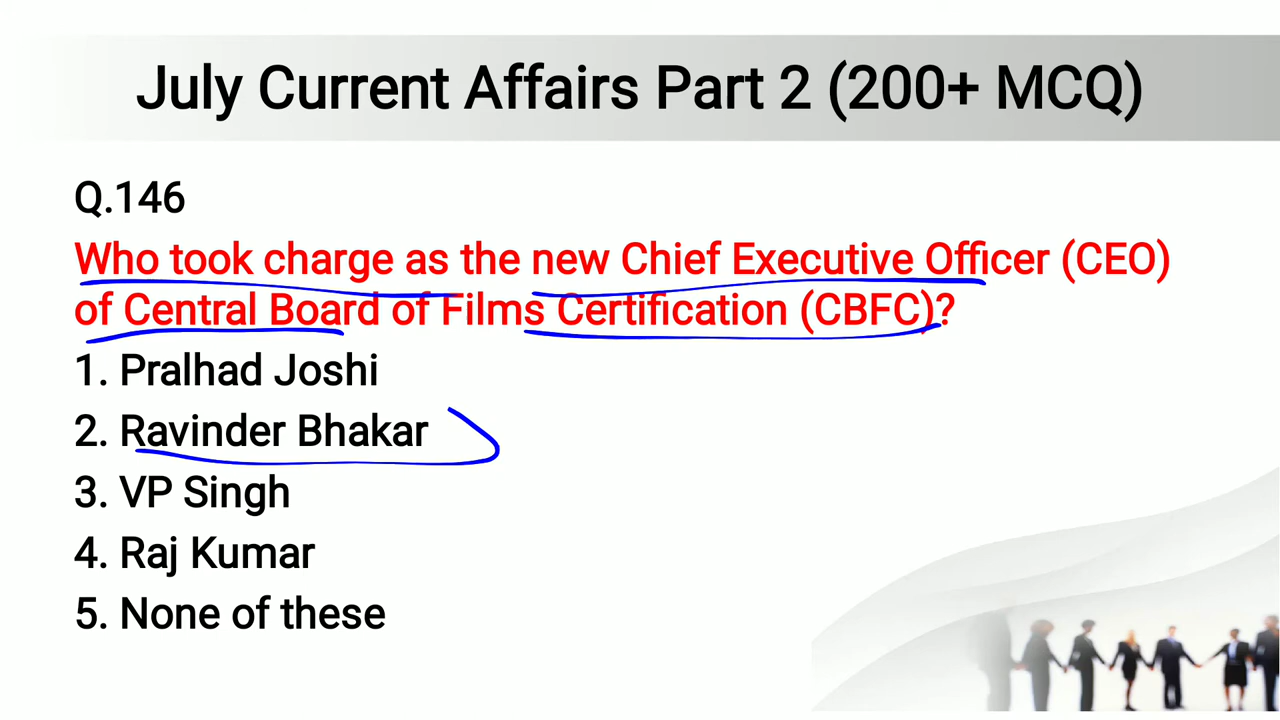 July Current Affairs Part 2 (200+ MCQ)
Q.146
Who took charge as the new Chief Executive Officer (CEO)
of Central Board of Films Certification (CBFC)?
1. Pralhad Joshi
2. Ravinder Bhakar
3. VP Singh
4. Raj Kumar
5. None of these